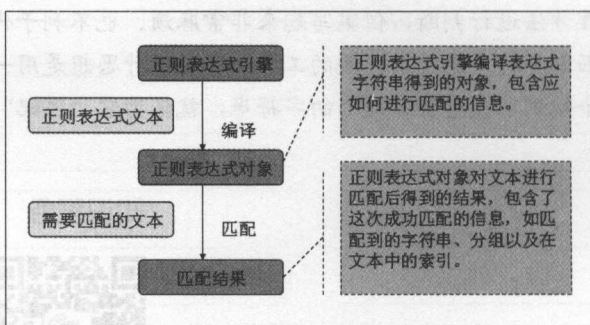 正则表达式引擎
正则表达式文本
编译
正则表达式对象
需要匹配的文本
匹配
匹配结果
正则表达式引擎编译表达式
字符串得到的对象,包含应
如何进行匹配的信息。
正则表达式对象对文本进行
匹配后得到的结果,包含了
这次成功匹配的信息,如匹
配到的字符串、分组以及在
文本中的索引。